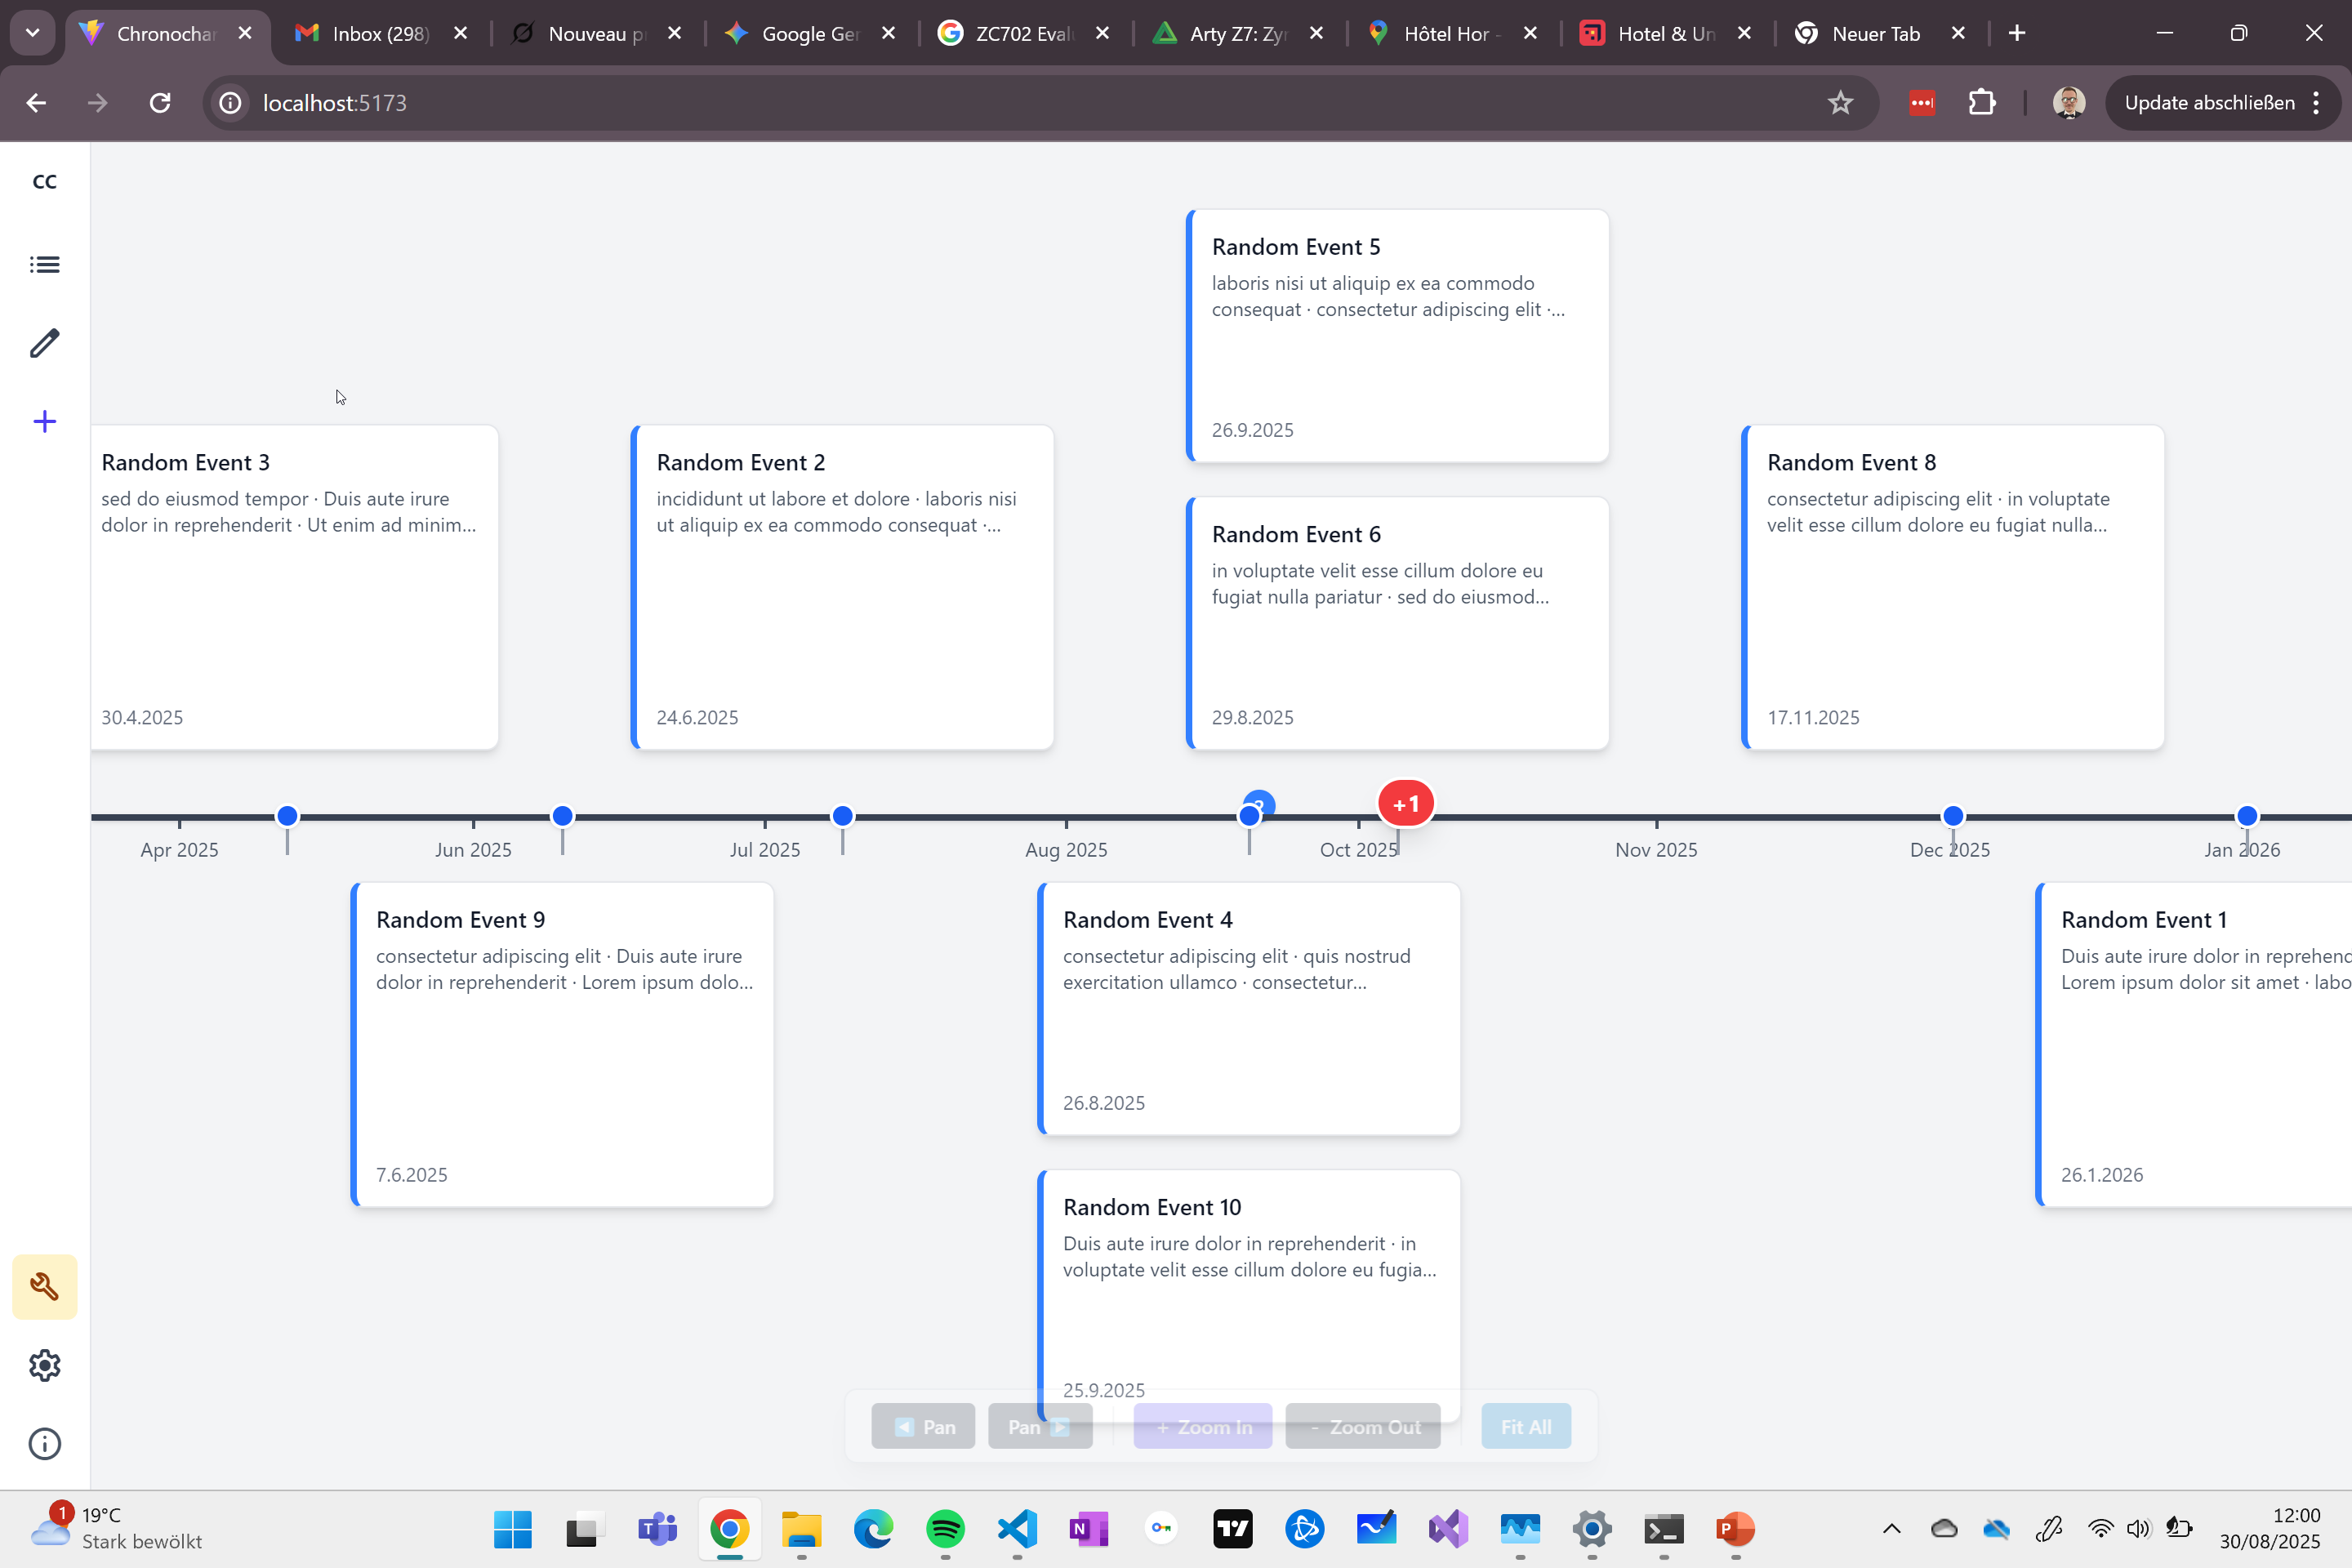 Chronochar
Inbox (298)
Nouveau p
Google Ger
ZC702 Eval
Arty Z7: Zyn
Hôtel Hor -
Hotel & Un
Neuer Tab
localhost:5173
Update abschließen
CC
Random Event 5
laboris nisi ut aliquip ex ea commodo
consequat · consectetur adipiscing elit ·...
26.9.2025
Random Event 3
sed do eiusmod tempor · Duis aute irure
dolor in reprehenderit · Ut enim ad minim...
30.4.2025
Random Event 2
incididunt ut labore et dolore · laboris nisi
ut aliquip ex ea commodo consequat ·...
24.6.2025
Random Event 6
in voluptate velit esse cillum dolore eu
fugiat nulla pariatur · sed do eiusmod...
29.8.2025
Random Event 8
consectetur adipiscing elit · in voluptate
velit esse cillum dolore eu fugiat nulla...
17.11.2025
+1
Apr 2025
Jun 2025
Jul 2025
Aug 2025
Oct 2025
Nov 2025
Dec 2025
Jan 2026
Random Event 9
consectetur adipiscing elit · Duis aute irure
dolor in reprehenderit · Lorem ipsum dolo...
7.6.2025
Random Event 4
consectetur adipiscing elit · quis nostrud
exercitation ullamco · consectetur...
26.8.2025
Random Event 1
Duis aute irure dolor in reprehend
Lorem ipsum dolor sit amet · labo
26.1.2026
Random Event 10
Duis aute irure dolor in reprehenderit · in
voluptate velit esse cillum dolore eu fugia...
25.9.2025
◀ Pan
Pan ▶
+ Zoom In
- Zoom Out
Fit All
1
19°C
Stark bewölkt
12:00
30/08/2025